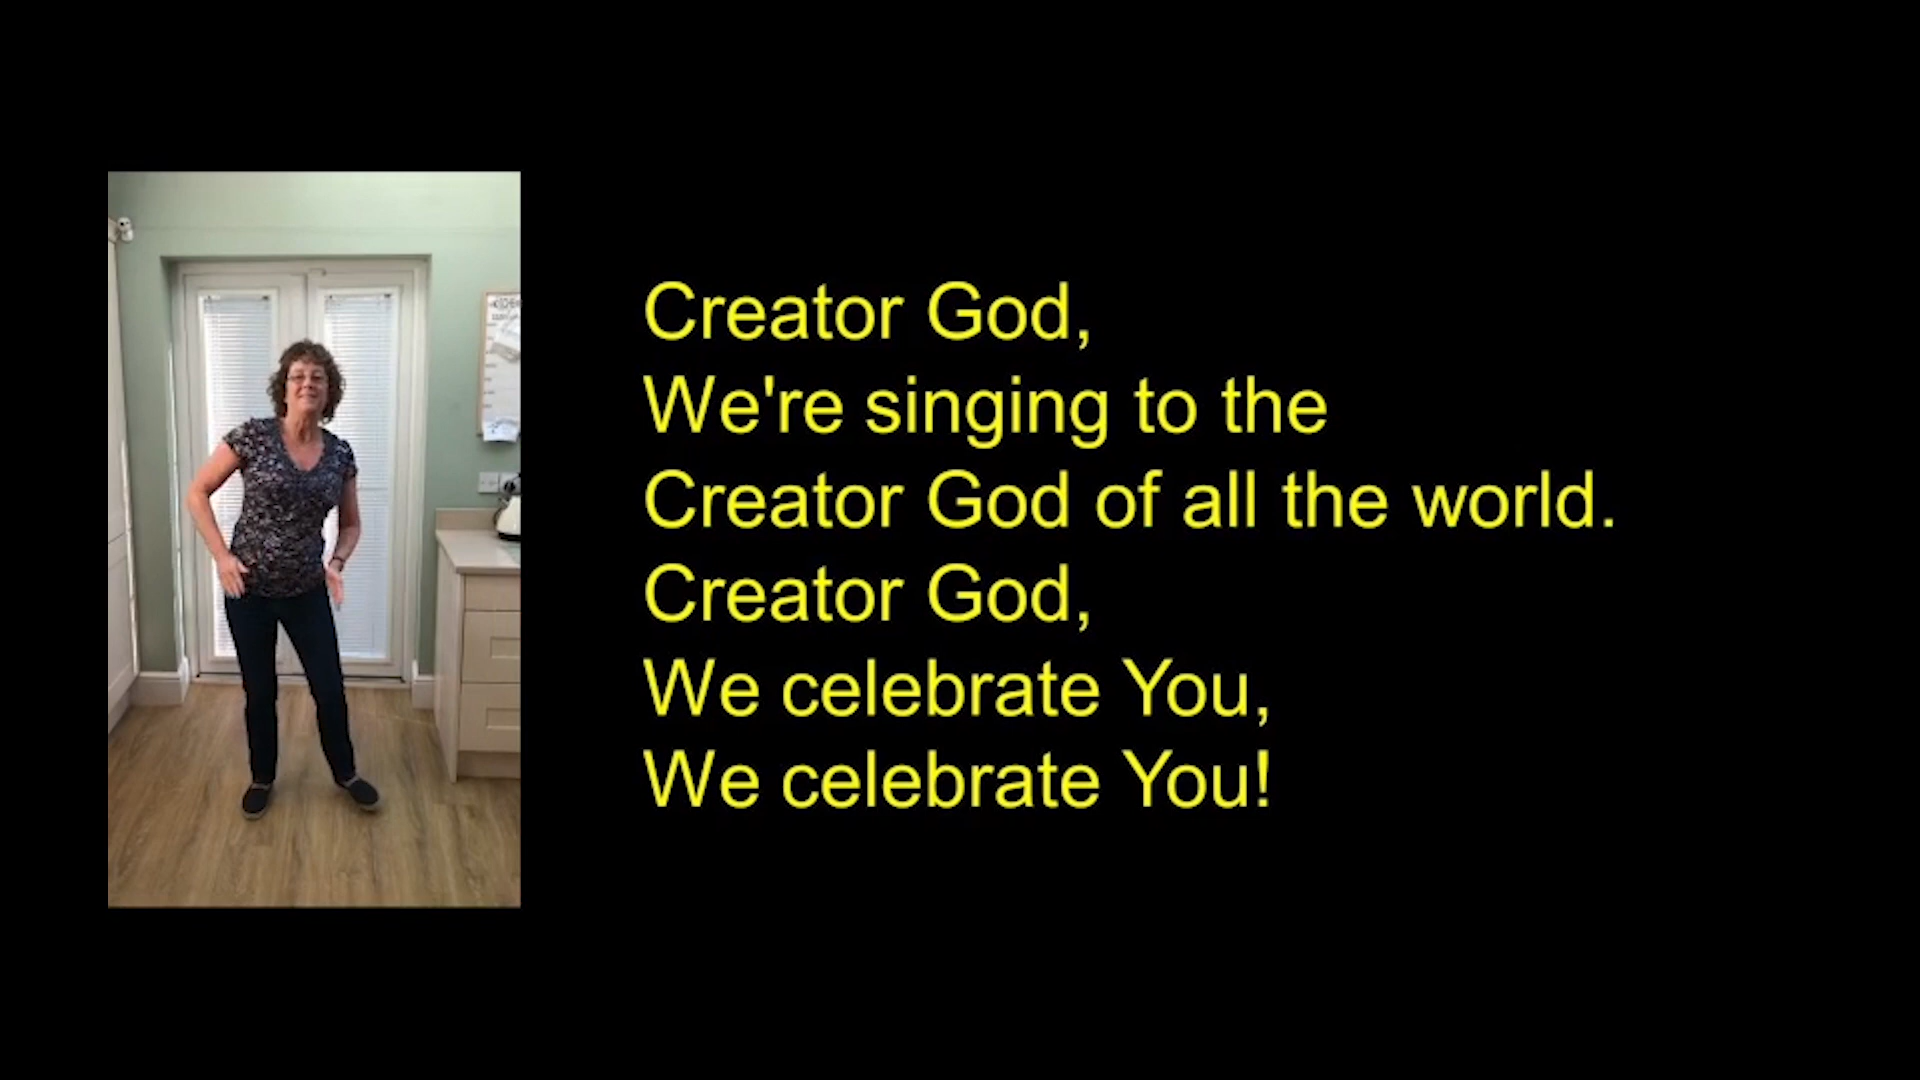 Creator God,
We're singing to the
Creator God of all the world.
Creator God,
We celebrate You,
We celebrate You!